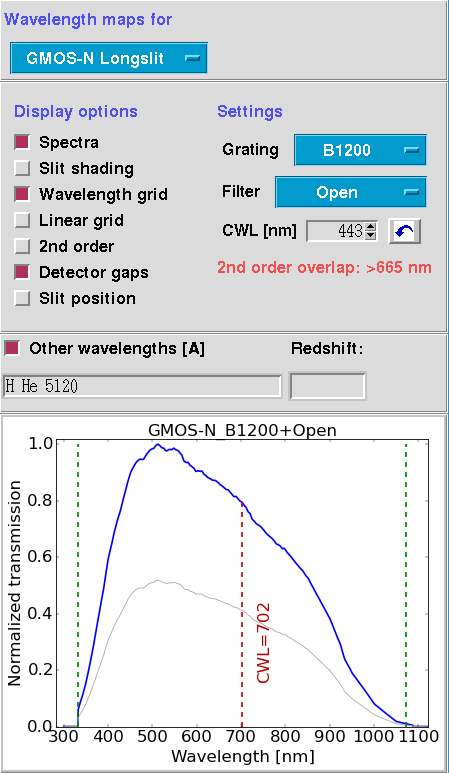 Wavelength maps for
GMOS-N Longslit
Display options
Spectra
Slit shading
Wavelength grid
Linear grid
2nd order
Detector gaps
Slit position
Settings
Grating B1200
Filter Open
CWL [nm] 443
2nd order overlap: >665 nm
Other wavelengths [A] Redshift:
H He 5120
GMOS-N_B1200+Open
Normalized transmission
1.0
0.8
0.6
0.4
0.2
0.0
CWL=702
300 400 500 600 700 800 900 1000 1100
Wavelength [nm]